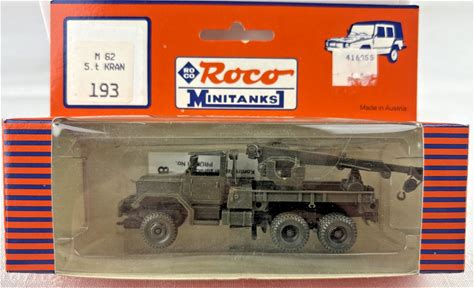 M 62
5.t KRAN
193
ROCO
Roco
MINITANKS
Made in Austria